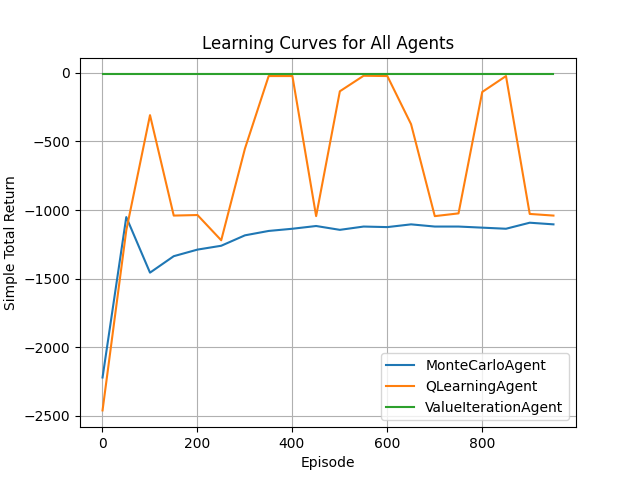 Learning Curves for All Agents
Simple Total Return
0
−500
−1000
−1500
−2000
−2500
0
200
400
600
800
Episode
MonteCarloAgent
QLearningAgent
ValueIterationAgent